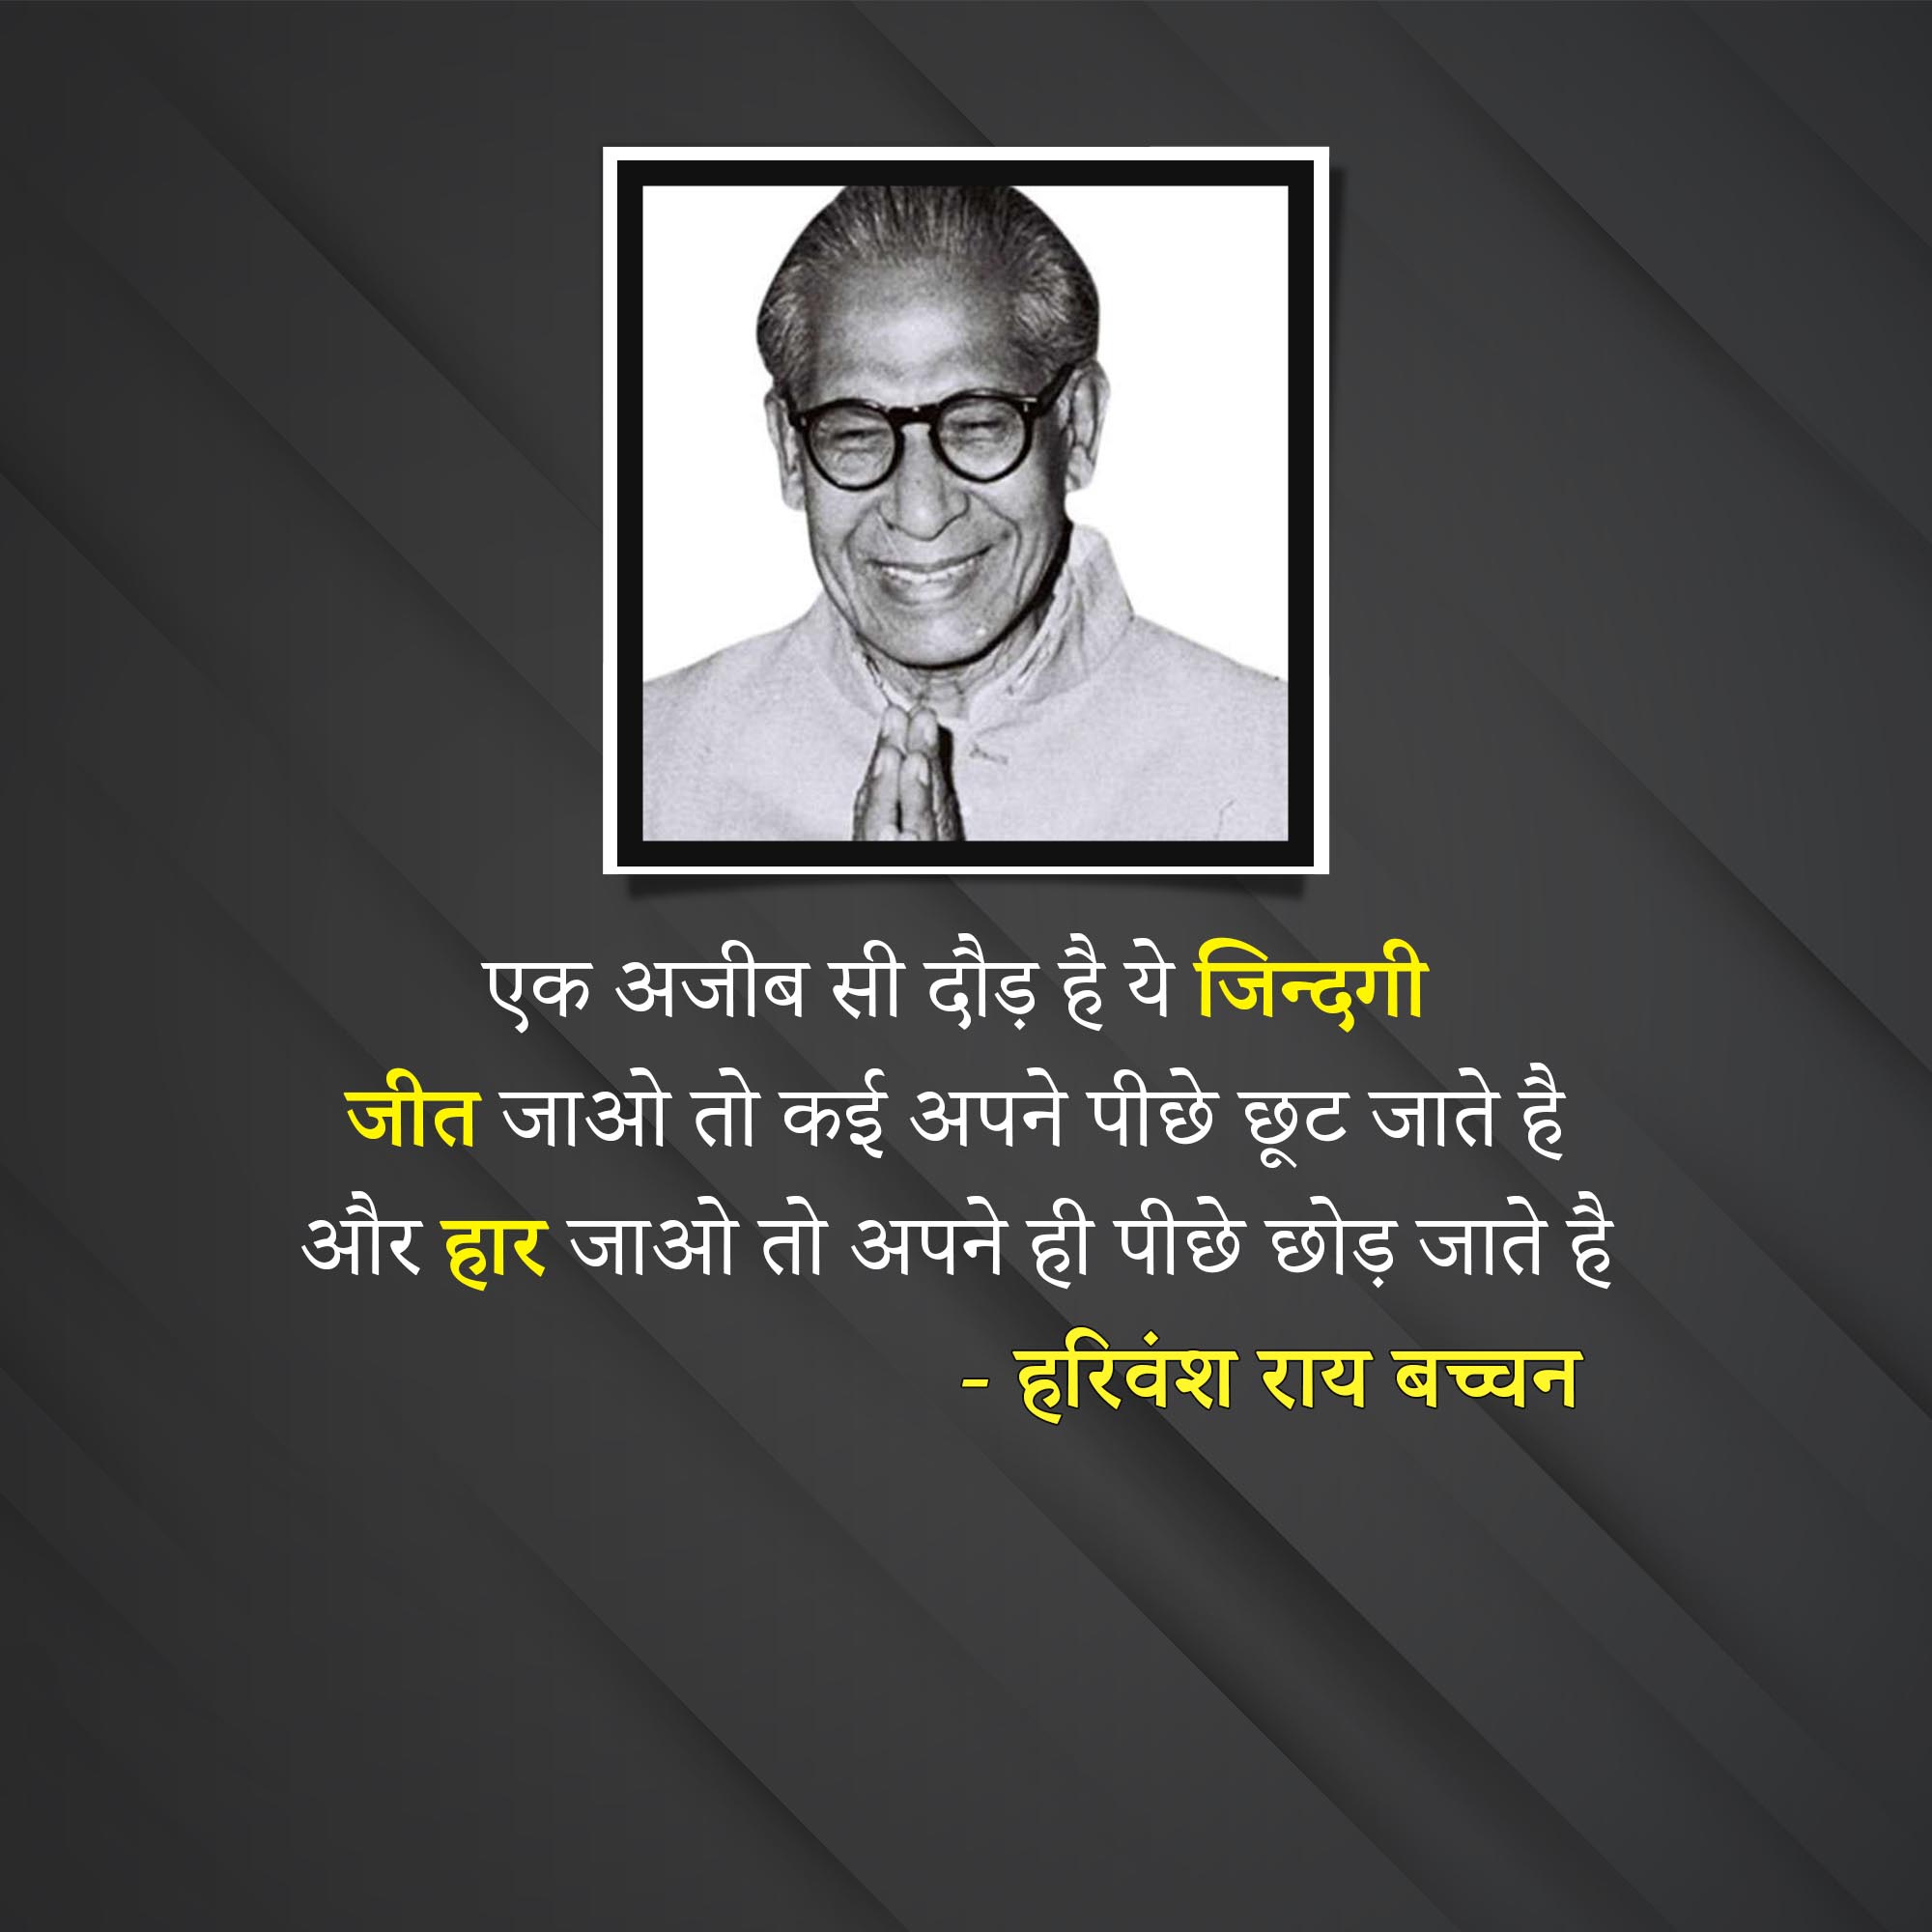 एक अजीब सी दौड़ है ये जिन्दगी
जीत जाओ तो कई अपने पीछे छूट जाते है
और हार जाओ तो अपने ही पीछे छोड़ जाते है
- हरिवंश राय बच्चन